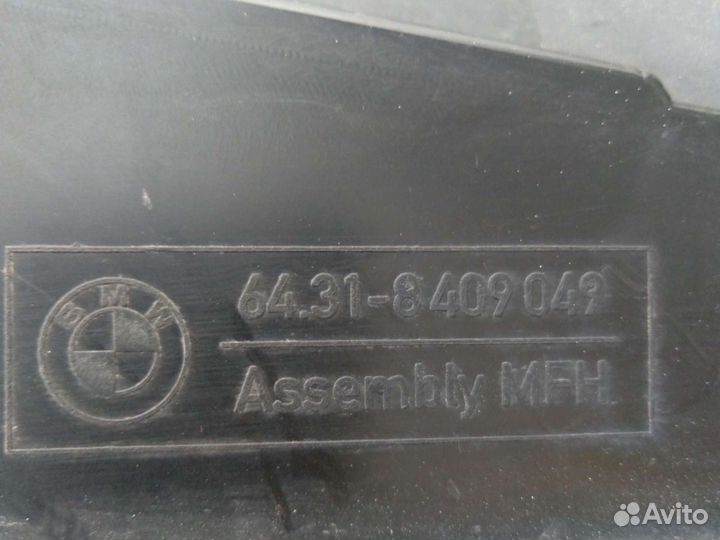 BMW
64.31-8 409 049
Assembly MFH
Avito